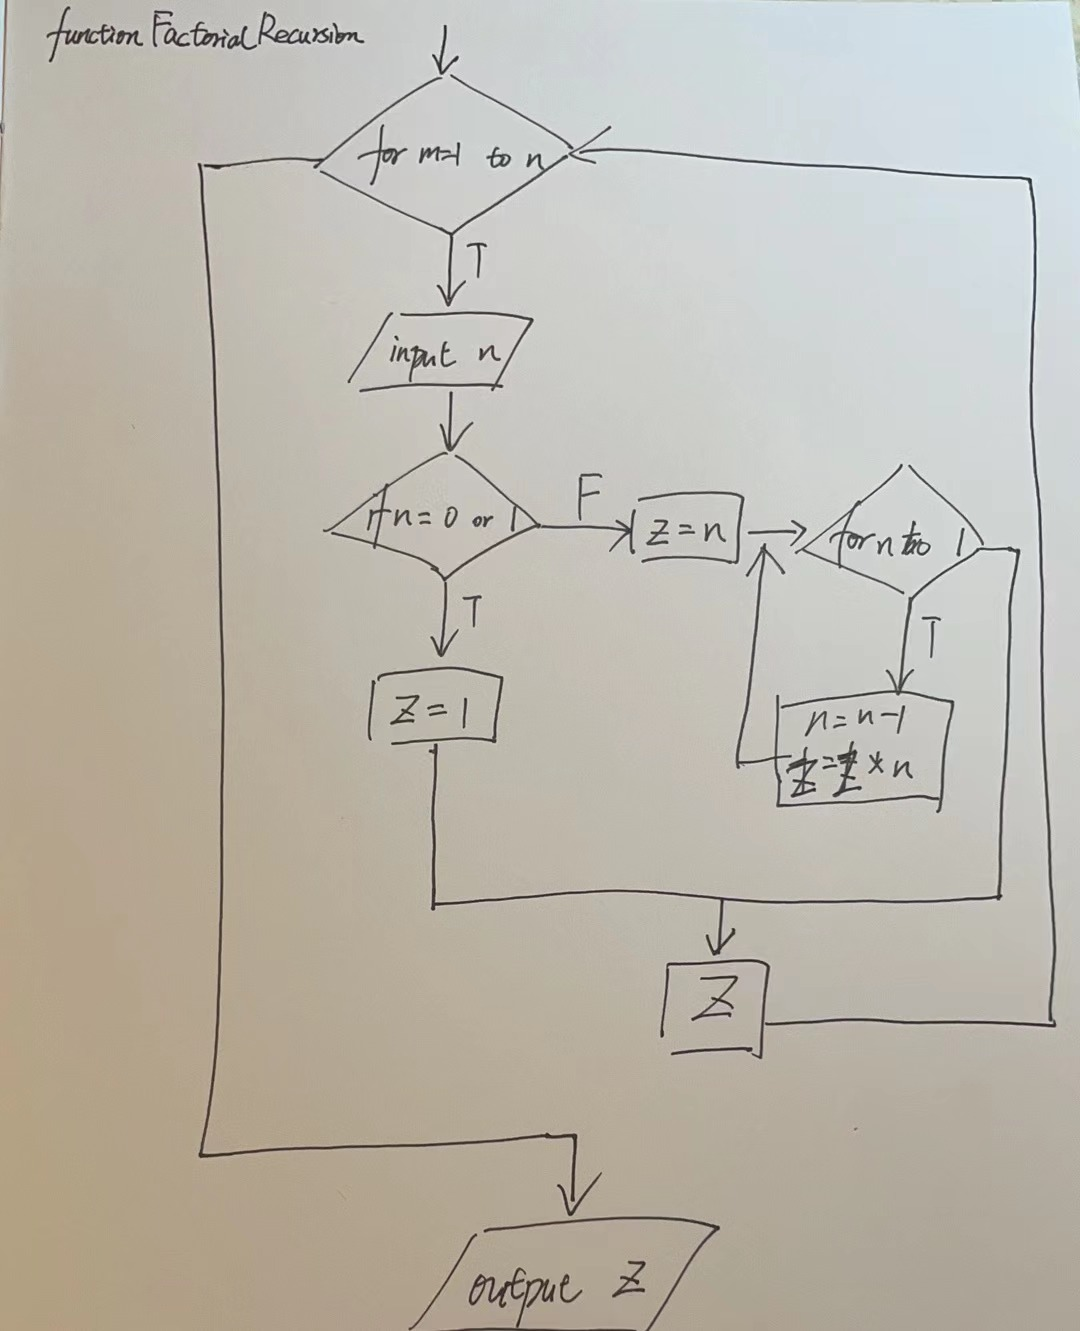 function Factorial Recursion
for m=1 to n
T
input n
if n=0 or 1
F
z=n
for n to 1
T
T
z=1
n=n-1
z=z*n
Z
output z